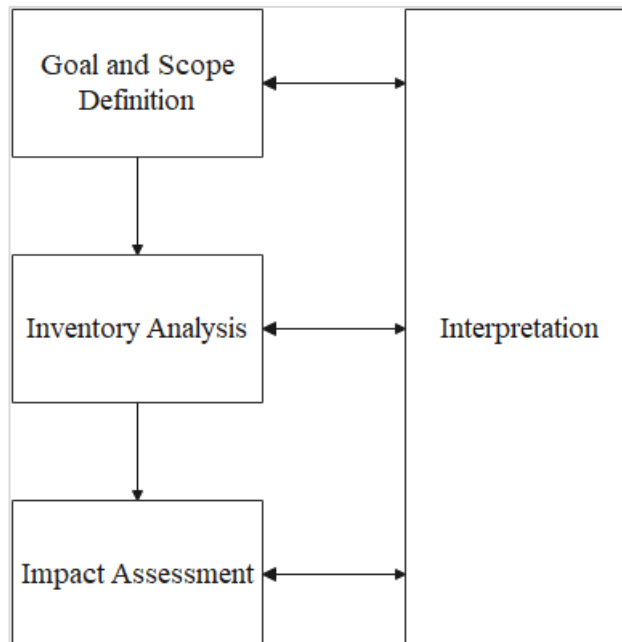 Goal and Scope
Definition
Inventory Analysis
Interpretation
Impact Assessment